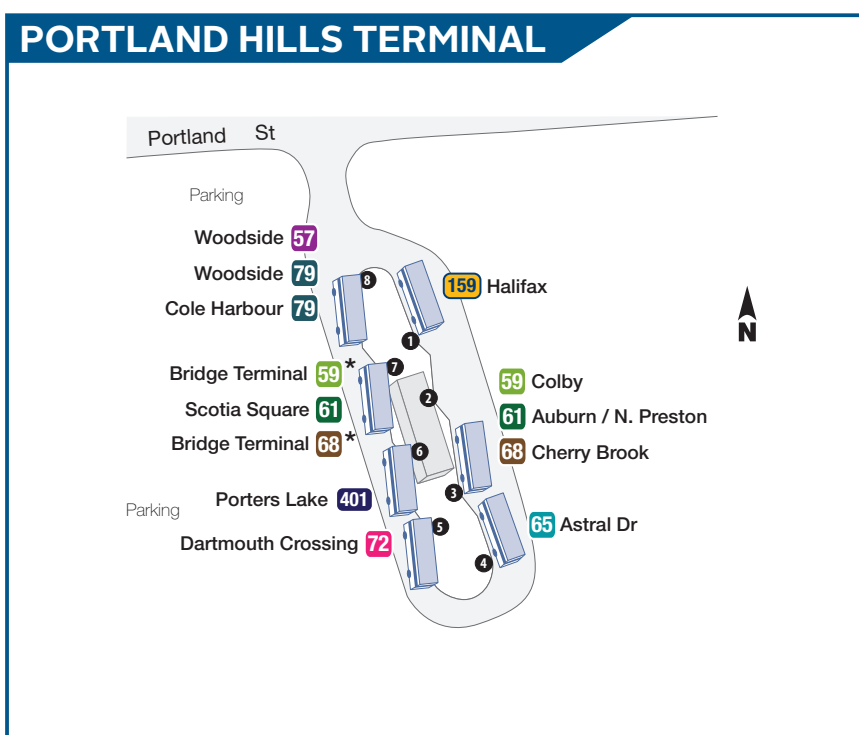 PORTLAND HILLS TERMINAL
Portland St
Parking
Woodside 57
Woodside 79
Cole Harbour 79
8
159 Halifax
1
N
Bridge Terminal 59 *
7
Scotia Square 61
Bridge Terminal 68 *
2
59 Colby
61 Auburn / N. Preston
68 Cherry Brook
6
3
Parking
Porters Lake 401
5
Dartmouth Crossing 72
65 Astral Dr
4